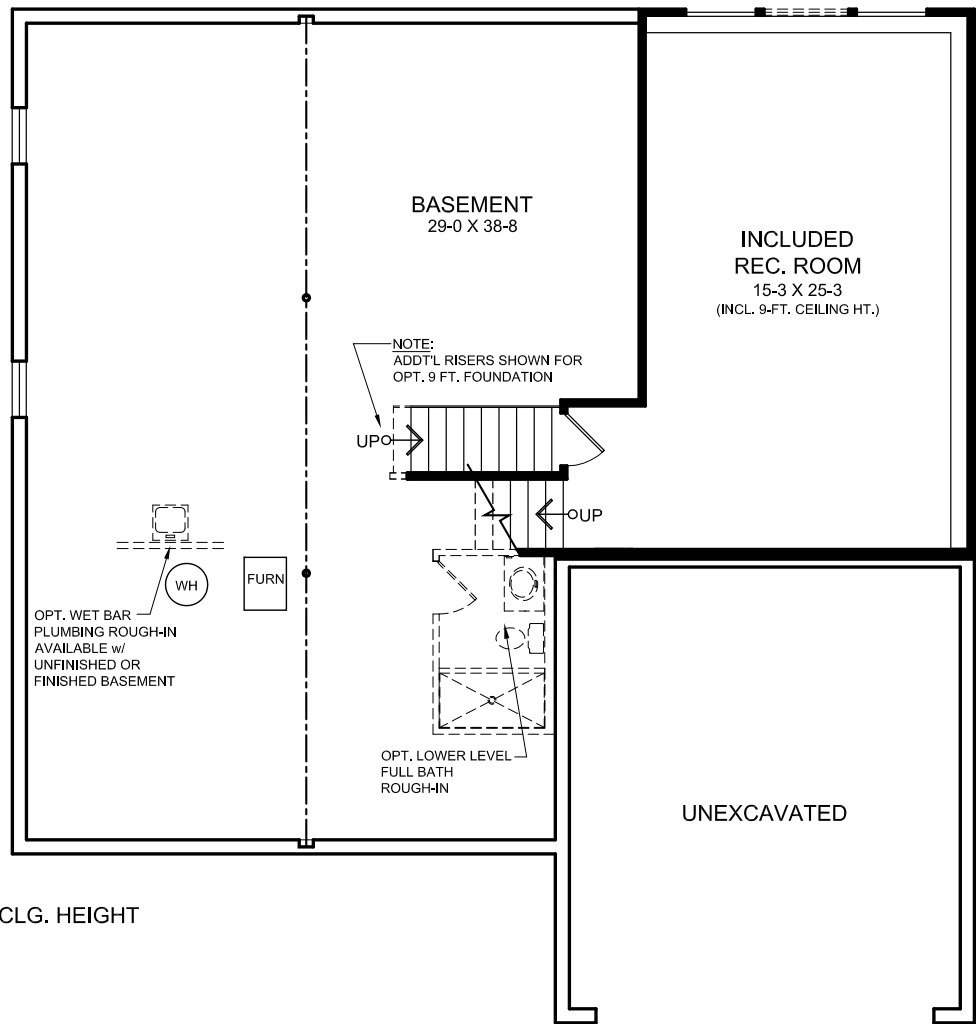 BASEMENT
29-0 X 38-8
INCLUDED
REC. ROOM
15-3 X 25-3
(INCL. 9-FT. CEILING HT.)
NOTE:
ADDT'L RISERS SHOWN FOR
OPT. 9 FT. FOUNDATION
UP
UP
WH
FURN
OPT. WET BAR
PLUMBING ROUGH-IN
AVAILABLE w/
UNFINISHED OR
FINISHED BASEMENT
OPT. LOWER LEVEL
FULL BATH
ROUGH-IN
UNEXCAVATED
CLG. HEIGHT